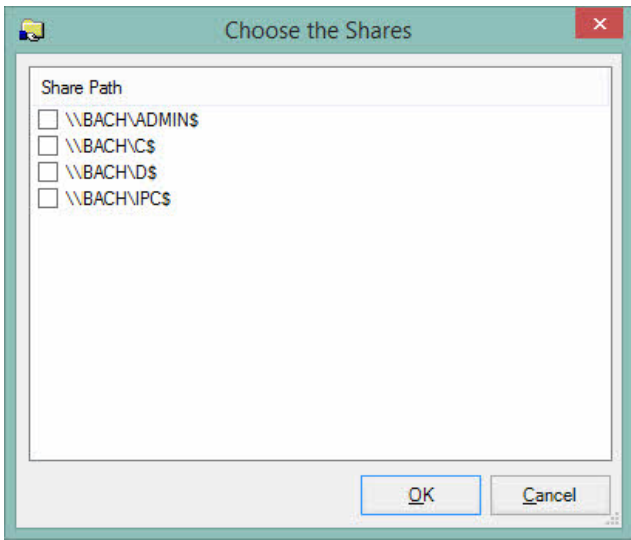 Choose the Shares
Share Path
\\BACH\ADMIN$
\\BACH\C$
\\BACH\D$
\\BACH\IPC$
OK
Cancel